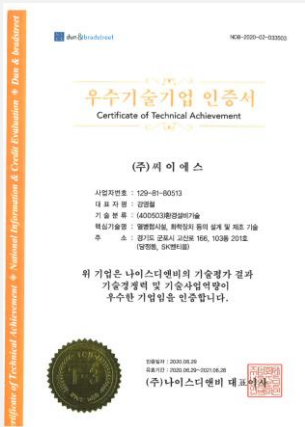 dun & bradstreet
NDB-2020-02-033503
우수기술기업 인증서
Certificate of Technical Achievement
(주)씨이에스
사업자번호 : 129-81-80513
대표자명 : 강영철
기술분류 : (400503)환경설비기술
핵심기술명 : 열병합시설, 화학장치 등의 설계 및 제조 기술
주 소 : 경기도 군포시 고산로 166, 103동 201호
(당정동, SK벤티움)
위 기업은 나이스디앤비의 기술평가 결과
기술경쟁력 및 기술사업역량이
우수한 기업임을 인증합니다.
인증일자 : 2020.06.29
유효기간 : 2020.06.29~2021.06.28
(주)나이스디앤비 대표이사
Certificate of Technical Achievement ✦ National Information & Credit Evaluation ✦ Dun & bradstreet
T-3